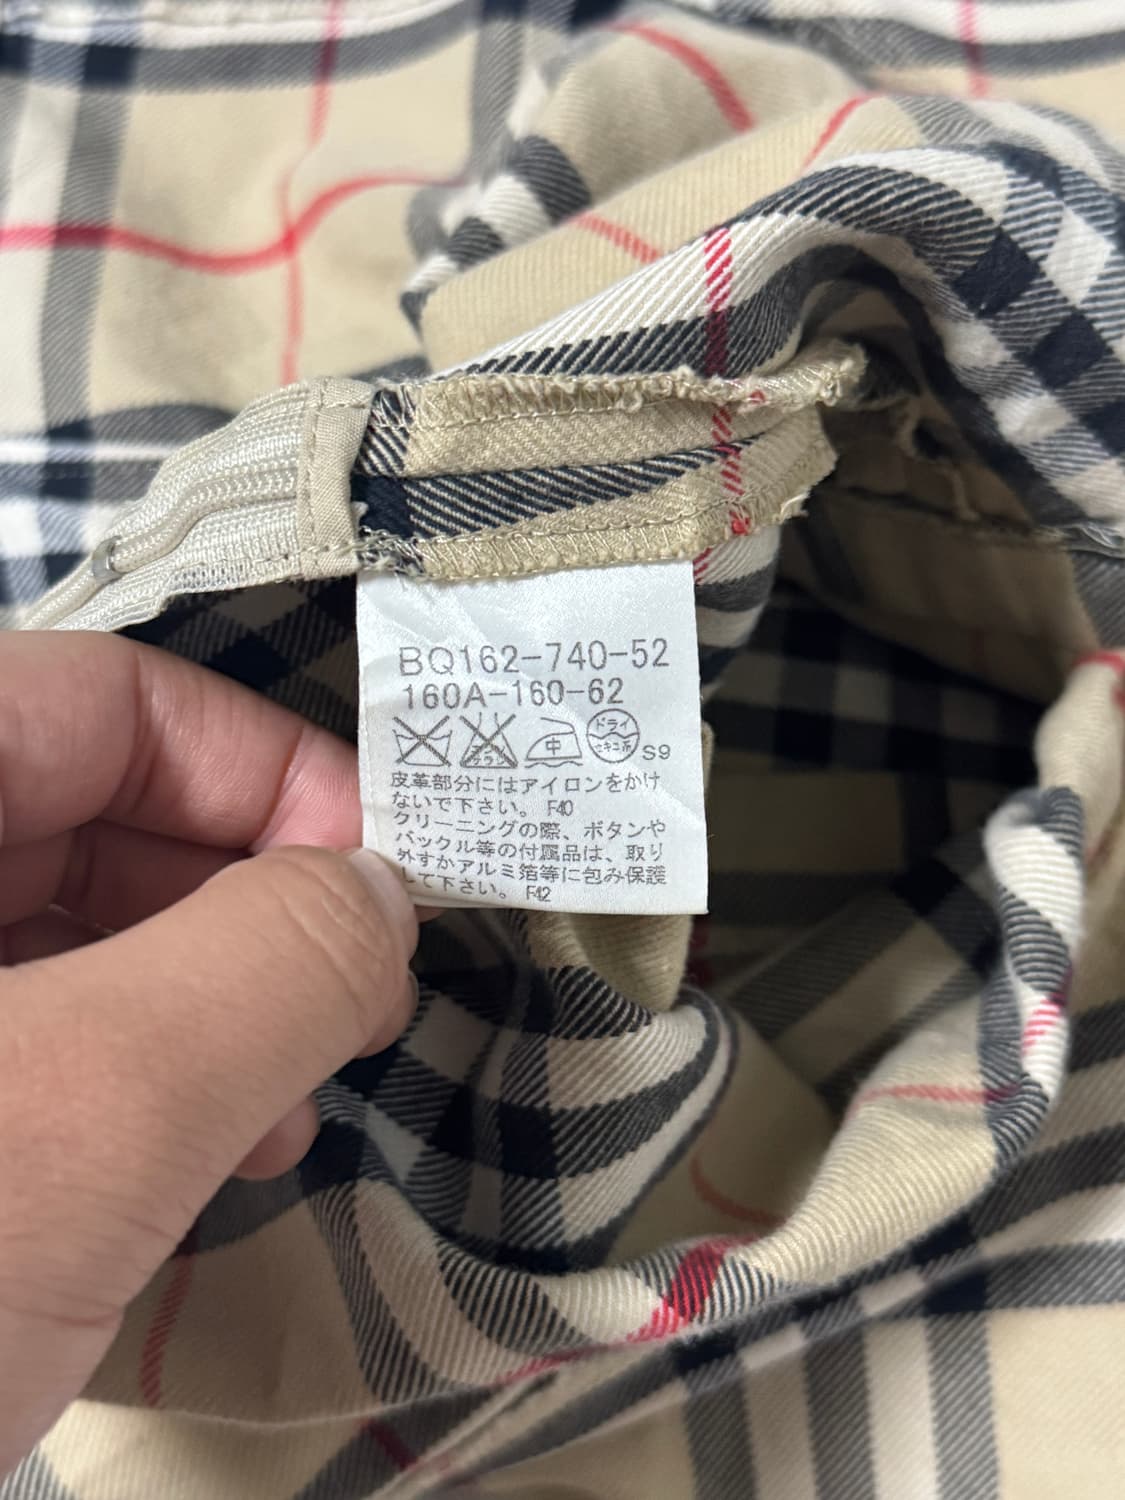 BQ162-740-52
160A-160-62
中
ドライ
セキユ系
S9
皮革部分にはアイロンをかけ
ないで下さい。 F40
クリーニングの際、ボタンや
バックル等の付属品は、取り
外すかアルミ箔等に包み保護
して下さい。 F42